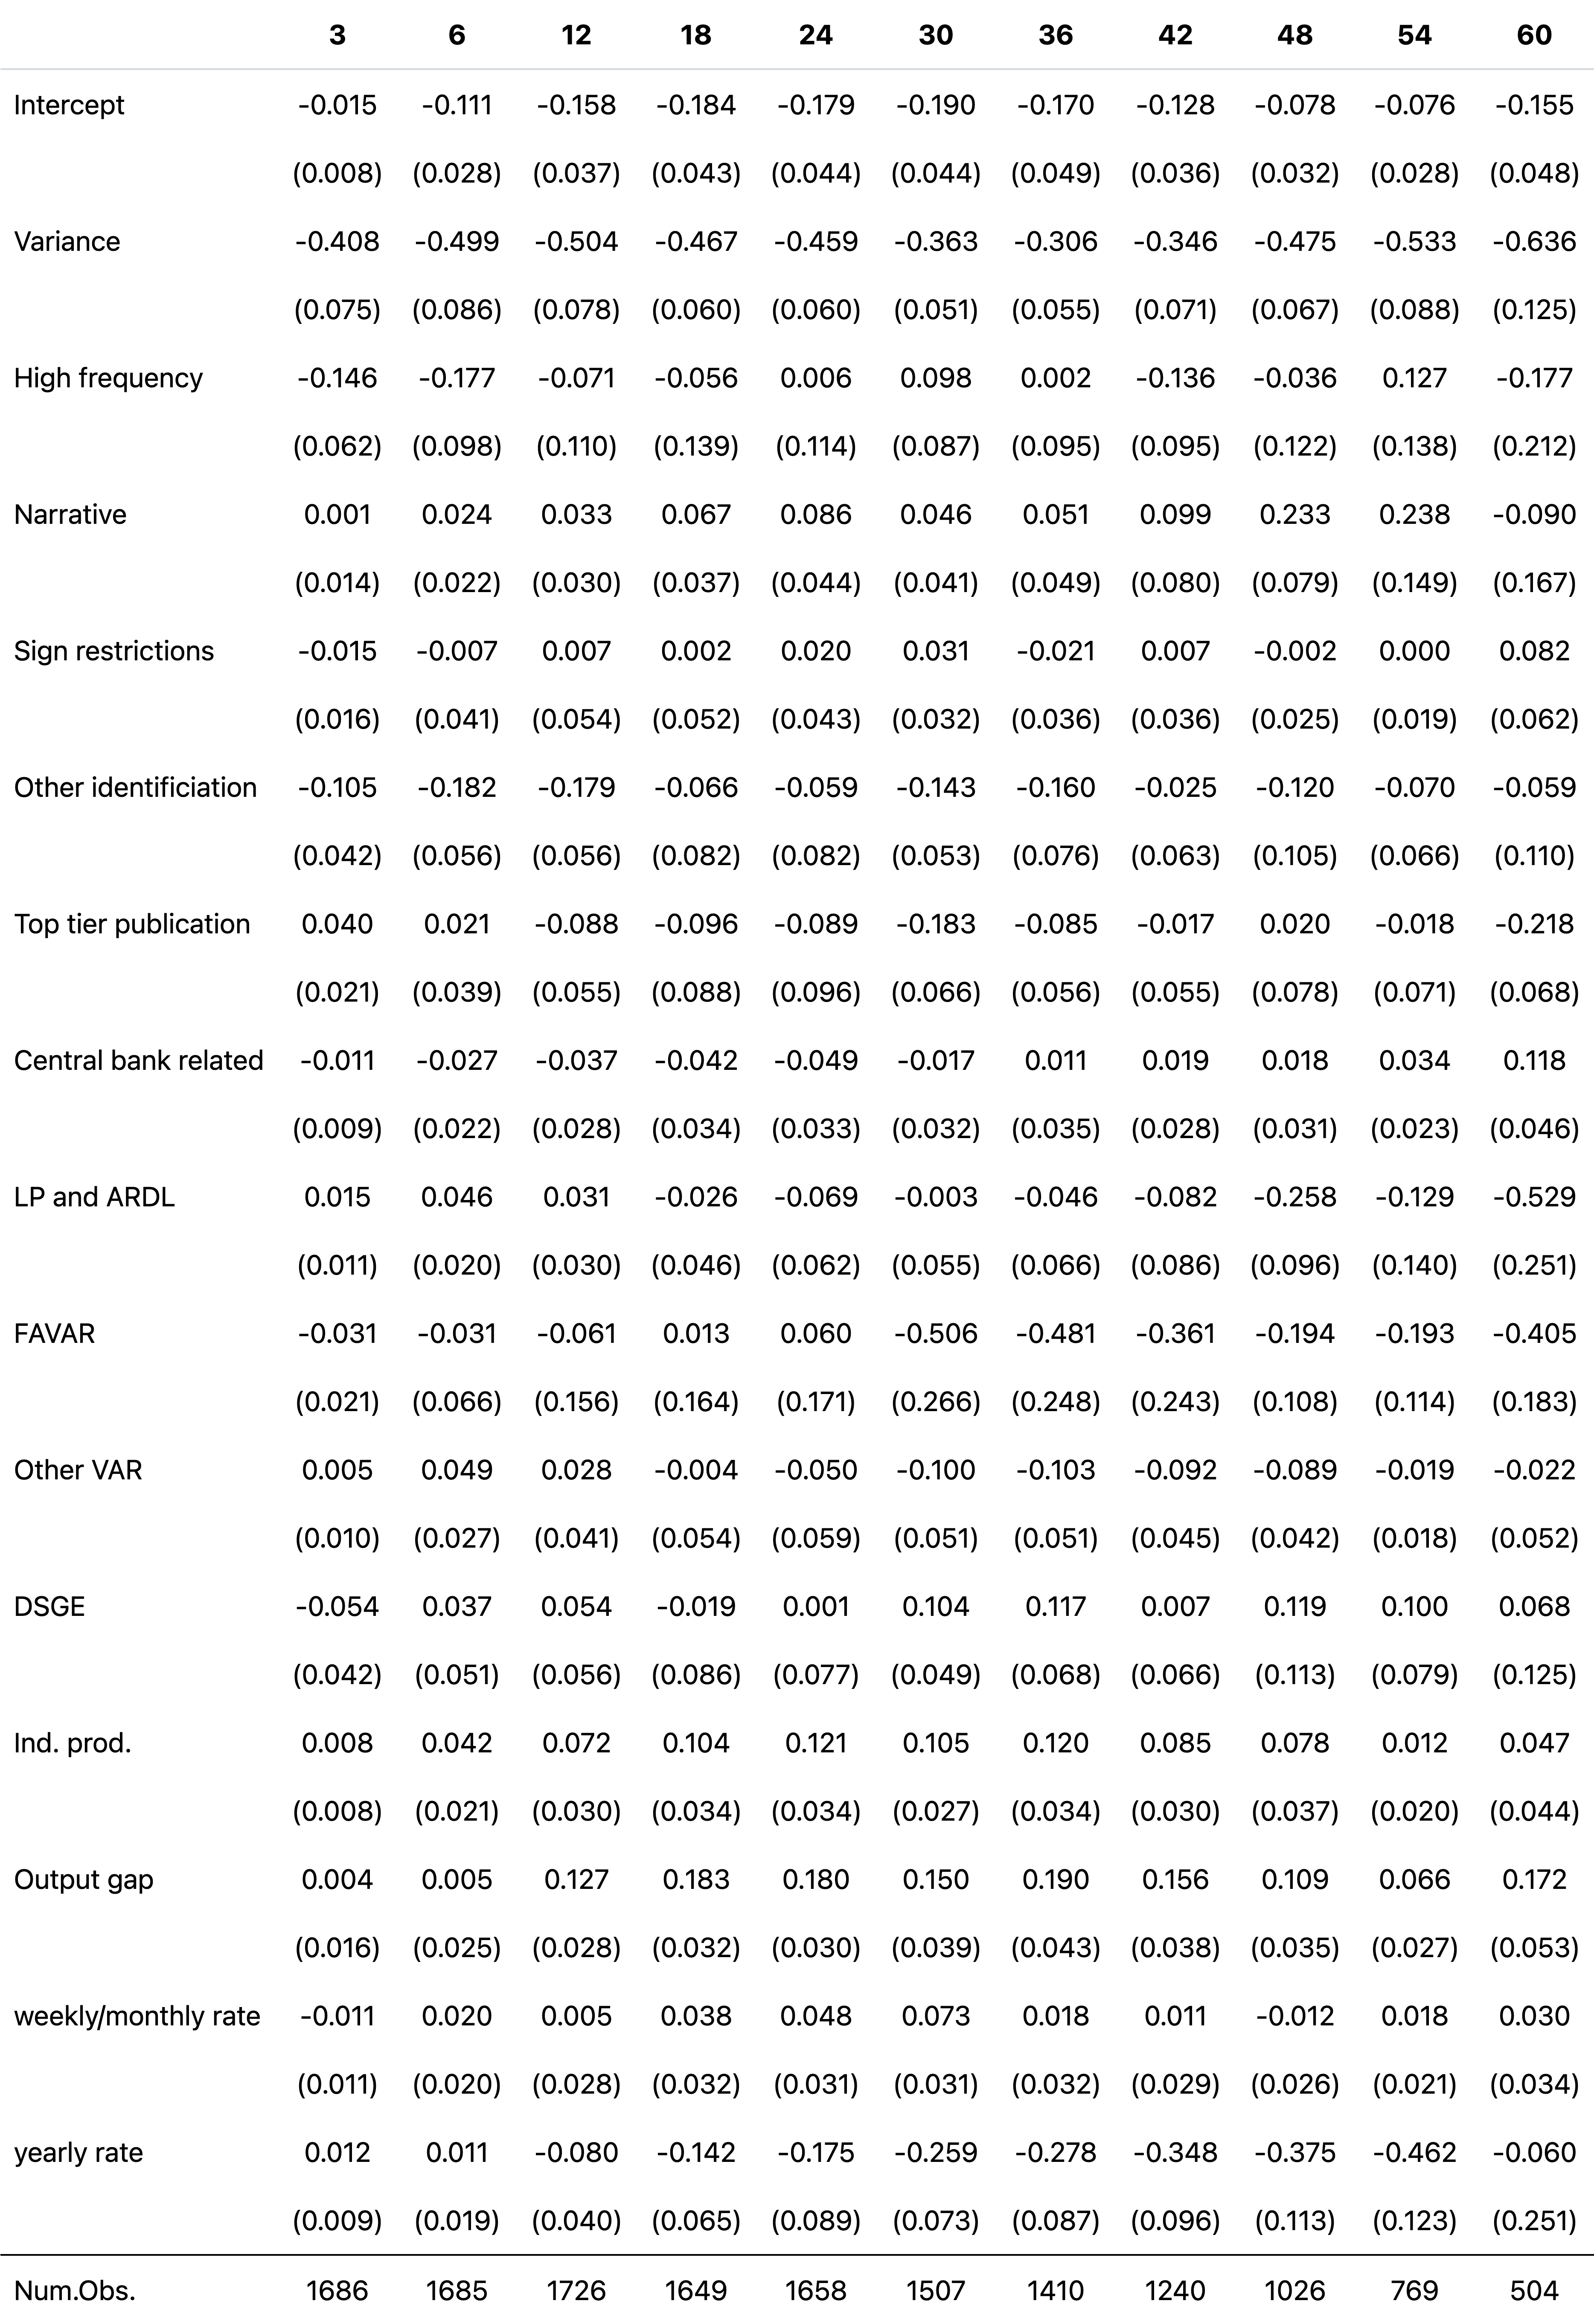 3 6 12 18 24 30 36 42 48 54 60
Intercept -0.015 -0.111 -0.158 -0.184 -0.179 -0.190 -0.170 -0.128 -0.078 -0.076 -0.155
(0.008) (0.028) (0.037) (0.043) (0.044) (0.044) (0.049) (0.036) (0.032) (0.028) (0.048)
Variance -0.408 -0.499 -0.504 -0.467 -0.459 -0.363 -0.306 -0.346 -0.475 -0.533 -0.636
(0.075) (0.086) (0.078) (0.060) (0.060) (0.051) (0.055) (0.071) (0.067) (0.088) (0.125)
High frequency -0.146 -0.177 -0.071 -0.056 0.006 0.098 0.002 -0.136 -0.036 0.127 -0.177
(0.062) (0.098) (0.110) (0.139) (0.114) (0.087) (0.095) (0.095) (0.122) (0.138) (0.212)
Narrative 0.001 0.024 0.033 0.067 0.086 0.046 0.051 0.099 0.233 0.238 -0.090
(0.014) (0.022) (0.030) (0.037) (0.044) (0.041) (0.049) (0.080) (0.079) (0.149) (0.167)
Sign restrictions -0.015 -0.007 0.007 0.002 0.020 0.031 -0.021 0.007 -0.002 0.000 0.082
(0.016) (0.041) (0.054) (0.052) (0.043) (0.032) (0.036) (0.036) (0.025) (0.019) (0.062)
Other identificiation -0.105 -0.182 -0.179 -0.066 -0.059 -0.143 -0.160 -0.025 -0.120 -0.070 -0.059
(0.042) (0.056) (0.056) (0.082) (0.082) (0.053) (0.076) (0.063) (0.105) (0.066) (0.110)
Top tier publication 0.040 0.021 -0.088 -0.096 -0.089 -0.183 -0.085 -0.017 0.020 -0.018 -0.218
(0.021) (0.039) (0.055) (0.088) (0.096) (0.066) (0.056) (0.055) (0.078) (0.071) (0.068)
Central bank related -0.011 -0.027 -0.037 -0.042 -0.049 -0.017 0.011 0.019 0.018 0.034 0.118
(0.009) (0.022) (0.028) (0.034) (0.033) (0.032) (0.035) (0.028) (0.031) (0.023) (0.046)
LP and ARDL 0.015 0.046 0.031 -0.026 -0.069 -0.003 -0.046 -0.082 -0.258 -0.129 -0.529
(0.011) (0.020) (0.030) (0.046) (0.062) (0.055) (0.066) (0.086) (0.096) (0.140) (0.251)
FAVAR -0.031 -0.031 -0.061 0.013 0.060 -0.506 -0.481 -0.361 -0.194 -0.193 -0.405
(0.021) (0.066) (0.156) (0.164) (0.171) (0.266) (0.248) (0.243) (0.108) (0.114) (0.183)
Other VAR 0.005 0.049 0.028 -0.004 -0.050 -0.100 -0.103 -0.092 -0.089 -0.019 -0.022
(0.010) (0.027) (0.041) (0.054) (0.059) (0.051) (0.051) (0.045) (0.042) (0.018) (0.052)
DSGE -0.054 0.037 0.054 -0.019 0.001 0.104 0.117 0.007 0.119 0.100 0.068
(0.042) (0.051) (0.056) (0.086) (0.077) (0.049) (0.068) (0.066) (0.113) (0.079) (0.125)
Ind. prod. 0.008 0.042 0.072 0.104 0.121 0.105 0.120 0.085 0.078 0.012 0.047
(0.008) (0.021) (0.030) (0.034) (0.034) (0.027) (0.034) (0.030) (0.037) (0.020) (0.044)
Output gap 0.004 0.005 0.127 0.183 0.180 0.150 0.190 0.156 0.109 0.066 0.172
(0.016) (0.025) (0.028) (0.032) (0.030) (0.039) (0.043) (0.038) (0.035) (0.027) (0.053)
weekly/monthly rate -0.011 0.020 0.005 0.038 0.048 0.073 0.018 0.011 -0.012 0.018 0.030
(0.011) (0.020) (0.028) (0.032) (0.031) (0.031) (0.032) (0.029) (0.026) (0.021) (0.034)
yearly rate 0.012 0.011 -0.080 -0.142 -0.175 -0.259 -0.278 -0.348 -0.375 -0.462 -0.060
(0.009) (0.019) (0.040) (0.065) (0.089) (0.073) (0.087) (0.096) (0.113) (0.123) (0.251)
Num.Obs. 1686 1685 1726 1649 1658 1507 1410 1240 1026 769 504